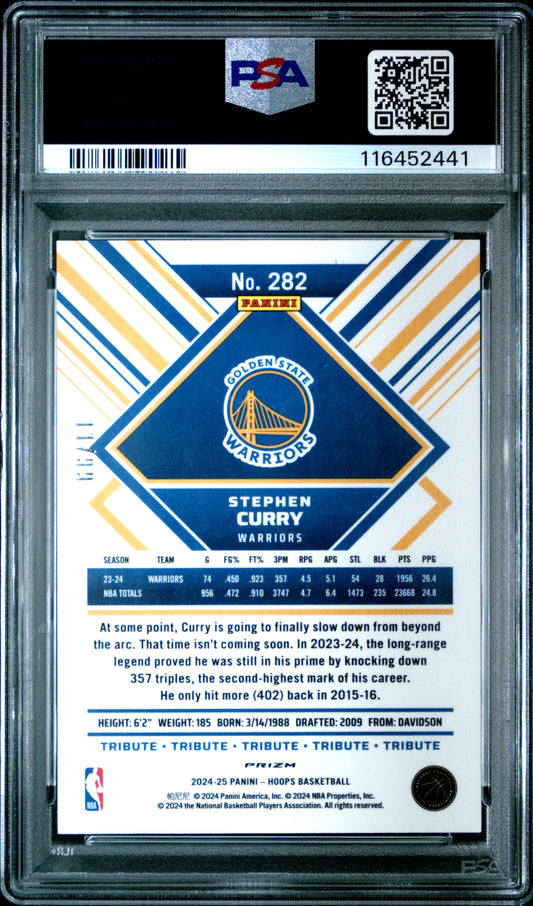 PSA
116452441
No. 282
PANINI
GOLDEN STATE
WARRIORS
STEPHEN
CURRY
WARRIORS
SEASON TEAM G FG% FT% 3PM RPG APG STL BLK PTS PPG
23-24 WARRIORS 74 .450 .923 357 4.5 5.1 54 28 1956 26.4
NBA TOTALS 956 .472 .910 3747 4.7 6.4 1473 235 23668 24.8
At some point, Curry is going to finally slow down from beyond
the arc. That time isn't coming soon. In 2023-24, the long-range
legend proved he was still in his prime by knocking down
357 triples, the second-highest mark of his career.
He only hit more (402) back in 2015-16.
HEIGHT: 6'2" WEIGHT: 185 BORN: 3/14/1988 DRAFTED: 2009 FROM: DAVIDSON
TRIBUTE • TRIBUTE • TRIBUTE • TRIBUTE • TRIBUTE
PRIZM
2024-25 PANINI – HOOPS BASKETBALL
NBA
帕尼尼 © 2024 Panini America, Inc. © 2024 NBA Properties, Inc.
© 2024 the National Basketball Players Association. All rights reserved.
PSA